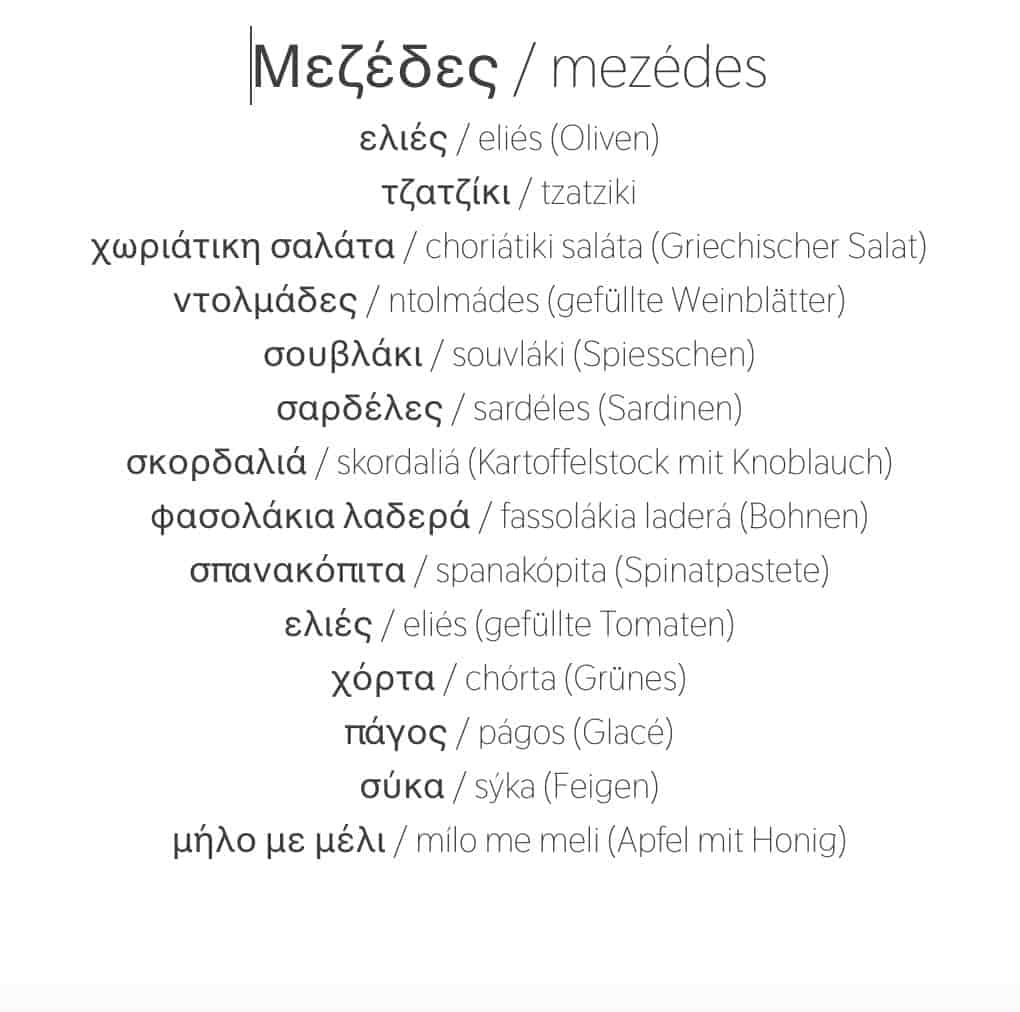 Μεζέδες / mezédes
ελιές / eliés (Oliven)
τζατζίκι / tzatziki
χωριάτικη σαλάτα / choriátiki saláta (Griechischer Salat)
ντολμάδες / ntolmádes (gefüllte Weinblätter)
σουβλάκι / souvláki (Spiesschen)
σαρδέλες / sardéles (Sardinen)
σκορδαλιά / skordaliá (Kartoffelstock mit Knoblauch)
φασολάκια λαδερά / fassolákia laderá (Bohnen)
σπανακόπιτα / spanakópita (Spinatpastete)
ελιές / eliés (gefüllte Tomaten)
χόρτα / chórta (Grünes)
πάγος / págos (Glacé)
σύκα / sýka (Feigen)
μήλο με μέλι / mílo me meli (Apfel mit Honig)